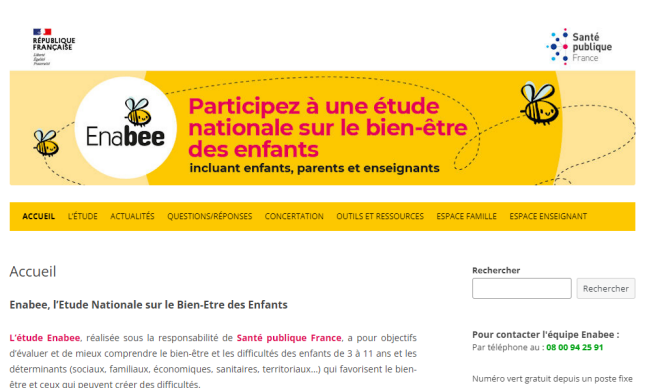 RÉPUBLIQUE
FRANÇAISE
Liberté
Égalité
Fraternité
Santé
publique
France
Enabee
Participez à une étude
nationale sur le bien-être
des enfants
incluant enfants, parents et enseignants
ACCUEIL L'ÉTUDE ACTUALITÉS QUESTIONS/RÉPONSES CONCERTATION OUTILS ET RESSOURCES ESPACE FAMILLE ESPACE ENSEIGNANT
Accueil
Enabee, l'Etude Nationale sur le Bien-Etre des Enfants
L'étude Enabee, réalisée sous la responsabilité de Santé publique France, a pour objectifs
d'évaluer et de mieux comprendre le bien-être et les difficultés des enfants de 3 à 11 ans et les
déterminants (sociaux, familiaux, économiques, sanitaires, territoriaux...) qui favorisent le bien-
être et ceux qui peuvent créer des difficultés.
Rechercher
Rechercher
Pour contacter l'équipe Enabee :
Par téléphone au : 08 00 94 25 91
Numéro vert gratuit depuis un poste fixe